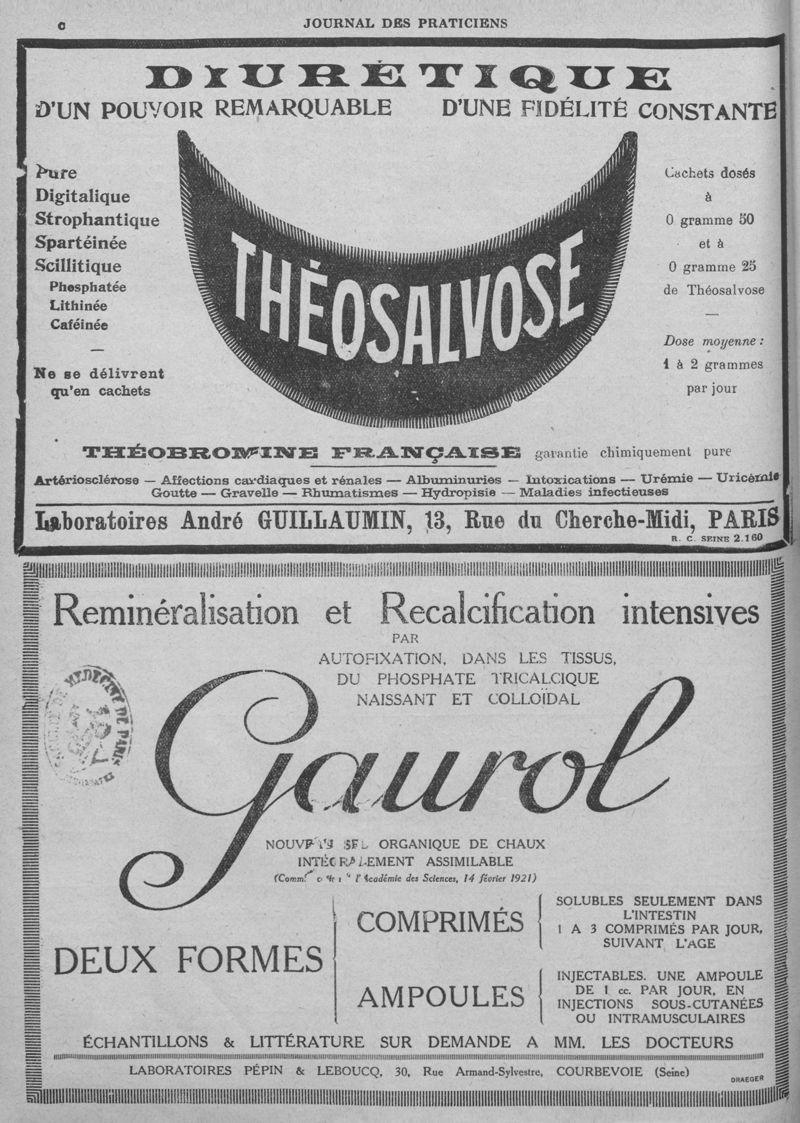 C
JOURNAL DES PRATICIENS
DIURÉTIQUE
D'UN POUVOIR REMARQUABLE D'UNE FIDÉLITÉ CONSTANTE
Pure
Digitalique
Strophantique
Spartéinée
Scillitique
Phosphatée
Lithinée
Caféinée
—
Ne se délivrent
qu'en cachets
THÉOSALVOSE
Cachets dosés
à
0 gramme 50
et à
0 gramme 25
de Théosalvose
—
Dose moyenne :
1 à 2 grammes
par jour
THÉOBROMINE FRANÇAISE garantie chimiquement pure
Artériosclérose — Affections cardiaques et rénales — Albuminuries — Intoxications — Urémie — Uricémie
Goutte — Gravelle — Rhumatismes — Hydropisie — Maladies infectieuses
Laboratoires André GUILLAUMIN, 13, Rue du Cherche-Midi, PARIS
R. C. SEINE 2.160
Reminéralisation et Recalcification intensives
PAR
AUTOFIXATION, DANS LES TISSUS,
DU PHOSPHATE TRICALCIQUE
NAISSANT ET COLLOÏDAL
DE MÉDECINE DE PARIS
Gaurol
NOUVEAU SEL ORGANIQUE DE CHAUX
INTÉGRALEMENT ASSIMILABLE
l'Académie des Sciences, 14 février 1921)
DEUX FORMES
COMPRIMÉS
SOLUBLES SEULEMENT DANS
L'INTESTIN
1 A 3 COMPRIMÉS PAR JOUR,
SUIVANT L'AGE
AMPOULES
INJECTABLES. UNE AMPOULE
DE 1 cc. PAR JOUR, EN
INJECTIONS SOUS-CUTANÉES
OU INTRAMUSCULAIRES
ÉCHANTILLONS & LITTÉRATURE SUR DEMANDE A MM. LES DOCTEURS
LABORATOIRES PÉPIN & LEBOUCQ, 30, Rue Armand-Sylvestre, COURBEVOIE (Seine)
DRAEGER